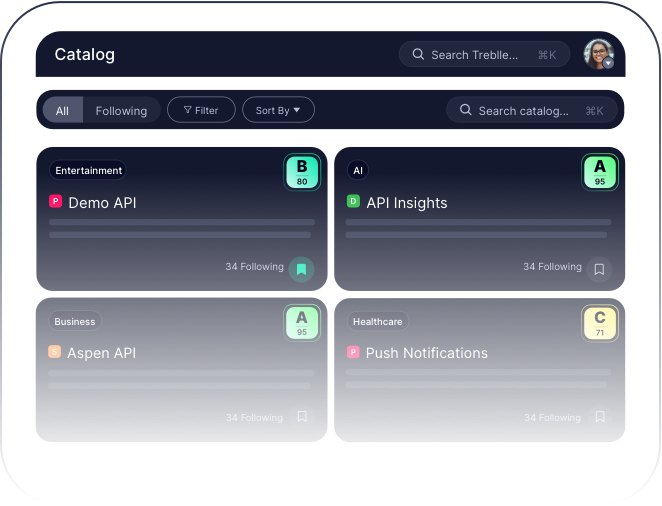 Catalog
Search Treblle... ⌘K
All Following Filter Sort By Search catalog... ⌘K
Entertainment B 80
P Demo API
34 Following
AI A 95
D API Insights
34 Following
Business A 95
S Aspen API
34 Following
Healthcare C 71
P Push Notifications
34 Following